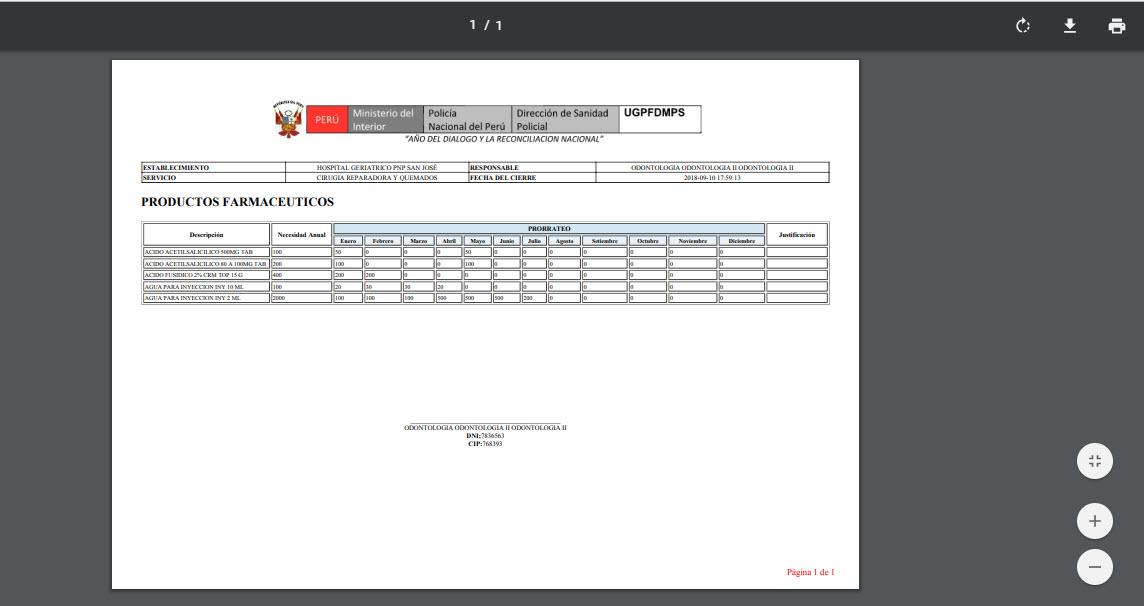 1 / 1
REPÚBLICA DEL PERÚ
PERÚ Ministerio del Interior Policía Nacional del Perú Dirección de Sanidad Policial UGPFDMPS
"AÑO DEL DIALOGO Y LA RECONCILIACION NACIONAL"
ESTABLECIMIENTO HOSPITAL GERIATRICO PNP SAN JOSÉ RESPONSABLE ODONTOLOGIA ODONTOLOGIA II ODONTOLOGIA II
SERVICIO CIRUGIA REPARADORA Y QUEMADOS FECHA DEL CIERRE 2018-09-10 17:59:13
PRODUCTOS FARMACEUTICOS
Descripción Necesidad Anual PRORRATEO Justificación
Enero Febrero Marzo Abril Mayo Junio Julio Agosto Setiembre Octubre Noviembre Diciembre
ACIDO ACETILSALICILICO 500MG TAB 100 50 0 0 0 50 0 0 0 0 0 0 0
ACIDO ACETILSALICILICO 80 A 100MG TAB 200 100 0 0 0 100 0 0 0 0 0 0 0
ACIDO FUSIDICO 2% CRM TOP 15 G 400 200 200 0 0 0 0 0 0 0 0 0 0
AGUA PARA INYECCION INY 10 ML 100 20 30 30 20 0 0 0 0 0 0 0 0
AGUA PARA INYECCION INY 2 ML 2000 100 100 100 500 500 500 200 0 0 0 0 0
ODONTOLOGIA ODONTOLOGIA II ODONTOLOGIA II
DNI:7836563
CIP:768393
Página 1 de 1